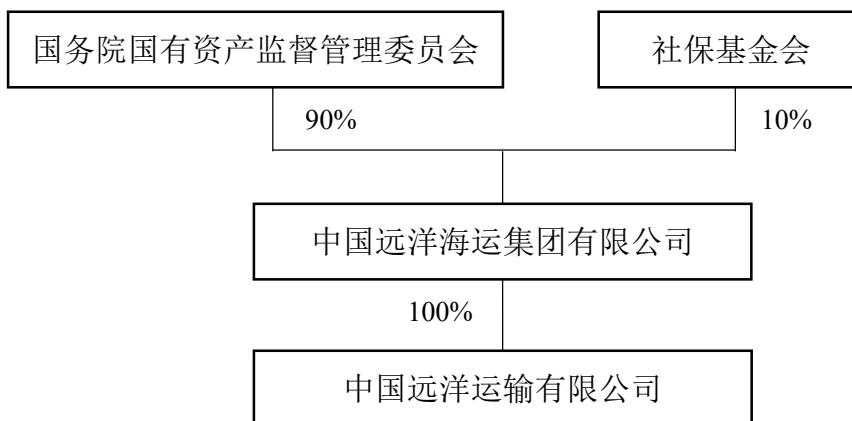 国务院国有资产监督管理委员会
社保基金会
90%
10%
中国远洋海运集团有限公司
100%
中国远洋运输有限公司